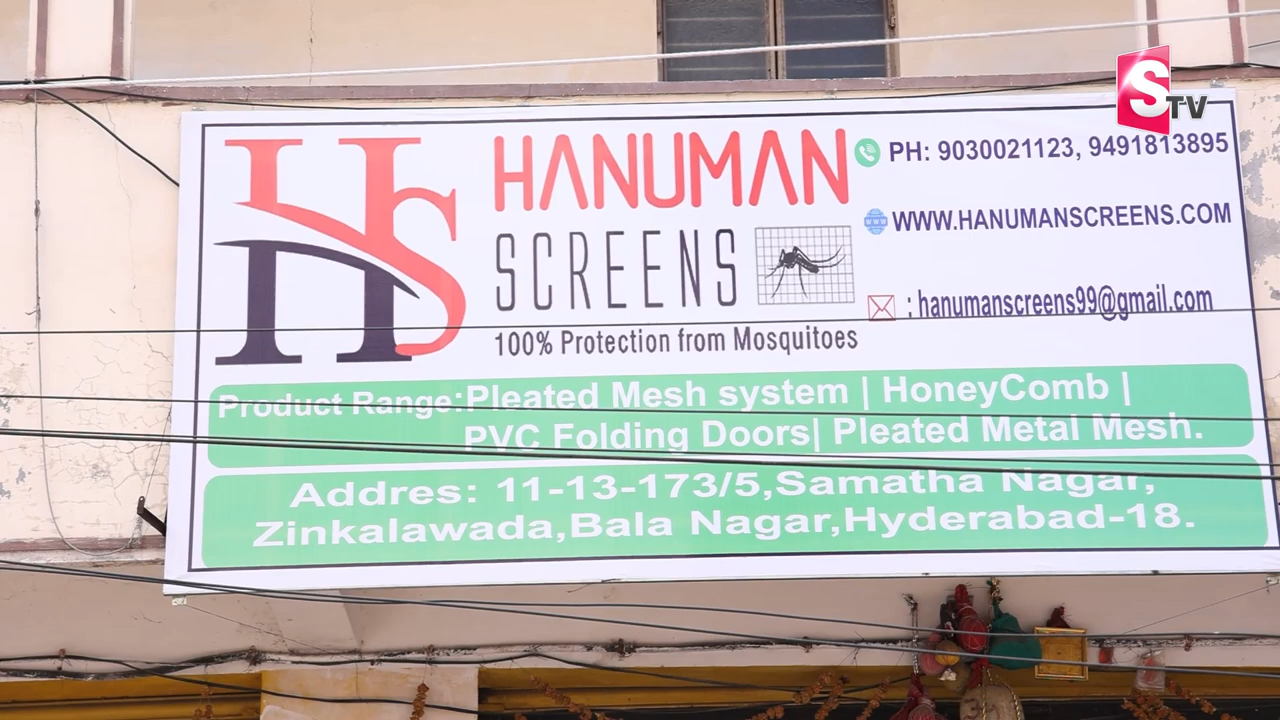 S TV
HS
HANUMAN
SCREENS
100% Protection from Mosquitoes
PH: 9030021123, 9491813895
WWW
WWW.HANUMANSCREENS.COM
: hanumanscreens99@gmail.com
Product Range:Pleated Mesh system | HoneyComb |
PVC Folding Doors| Pleated Metal Mesh.
Addres: 11-13-173/5,Samatha Nagar,
Zinkalawada,Bala Nagar,Hyderabad-18.